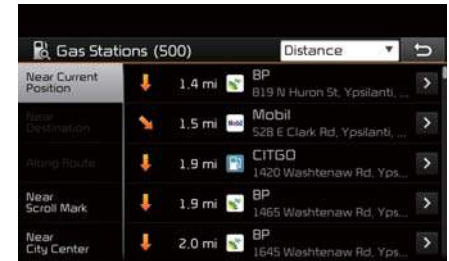 Gas Stations (500)
Distance
Near Current
Position
1.4 mi
BP
819 N Huron St, Ypsilanti, ...
Near
Destination
1.5 mi
Mobil
Mobil
528 E Clark Rd, Ypsilanti, ...
Along Route
1.9 mi
CITGO
1420 Washtenaw Rd, Yps...
Near
Scroll Mark
1.9 mi
BP
1465 Washtenaw Rd, Yps...
Near
City Center
2.0 mi
BP
1645 Washtenaw Rd, Yps...